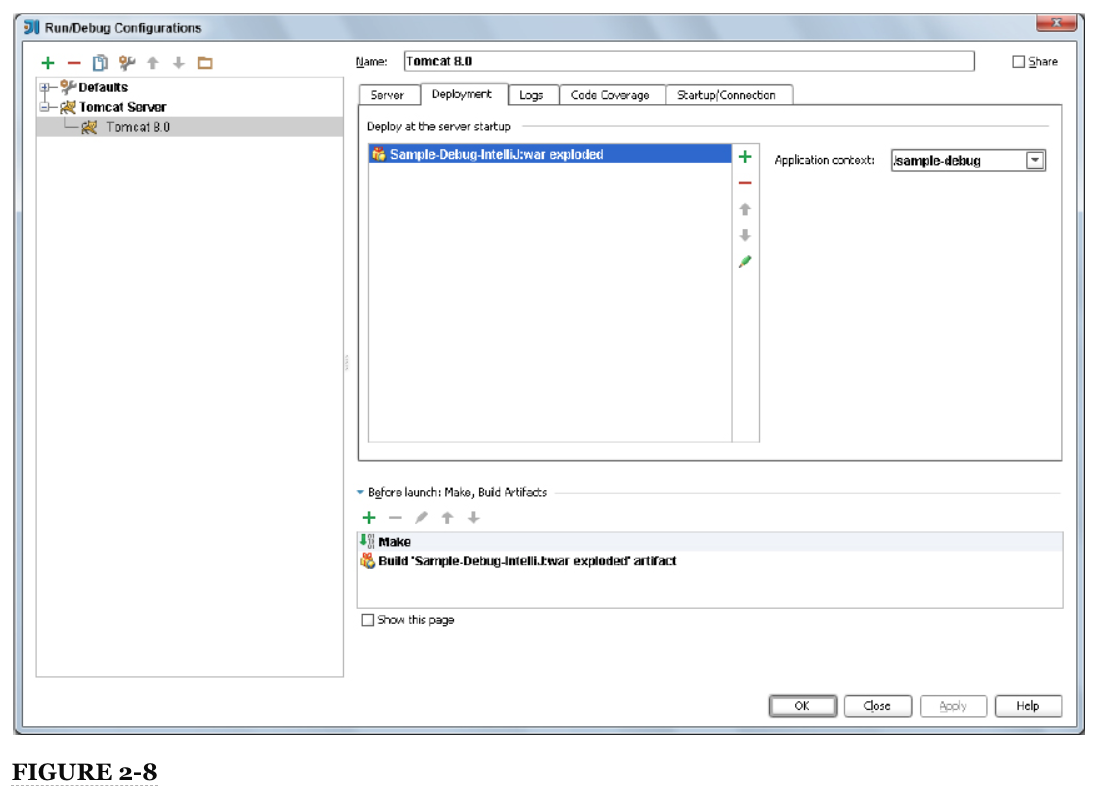 Run/Debug Configurations
Name: Tomcat 8.0
Share
Defaults
Tomcat Server
Tomcat 8.0
Server Deployment Logs Code Coverage Startup/Connection
Deploy at the server startup
Sample-Debug-IntelliJ:war exploded
Application context: /sample-debug
Before launch: Make, Build Artifacts
Make
Build 'Sample-Debug-IntelliJ:war exploded' artifact
Show this page
OK Close Apply Help
FIGURE 2-8